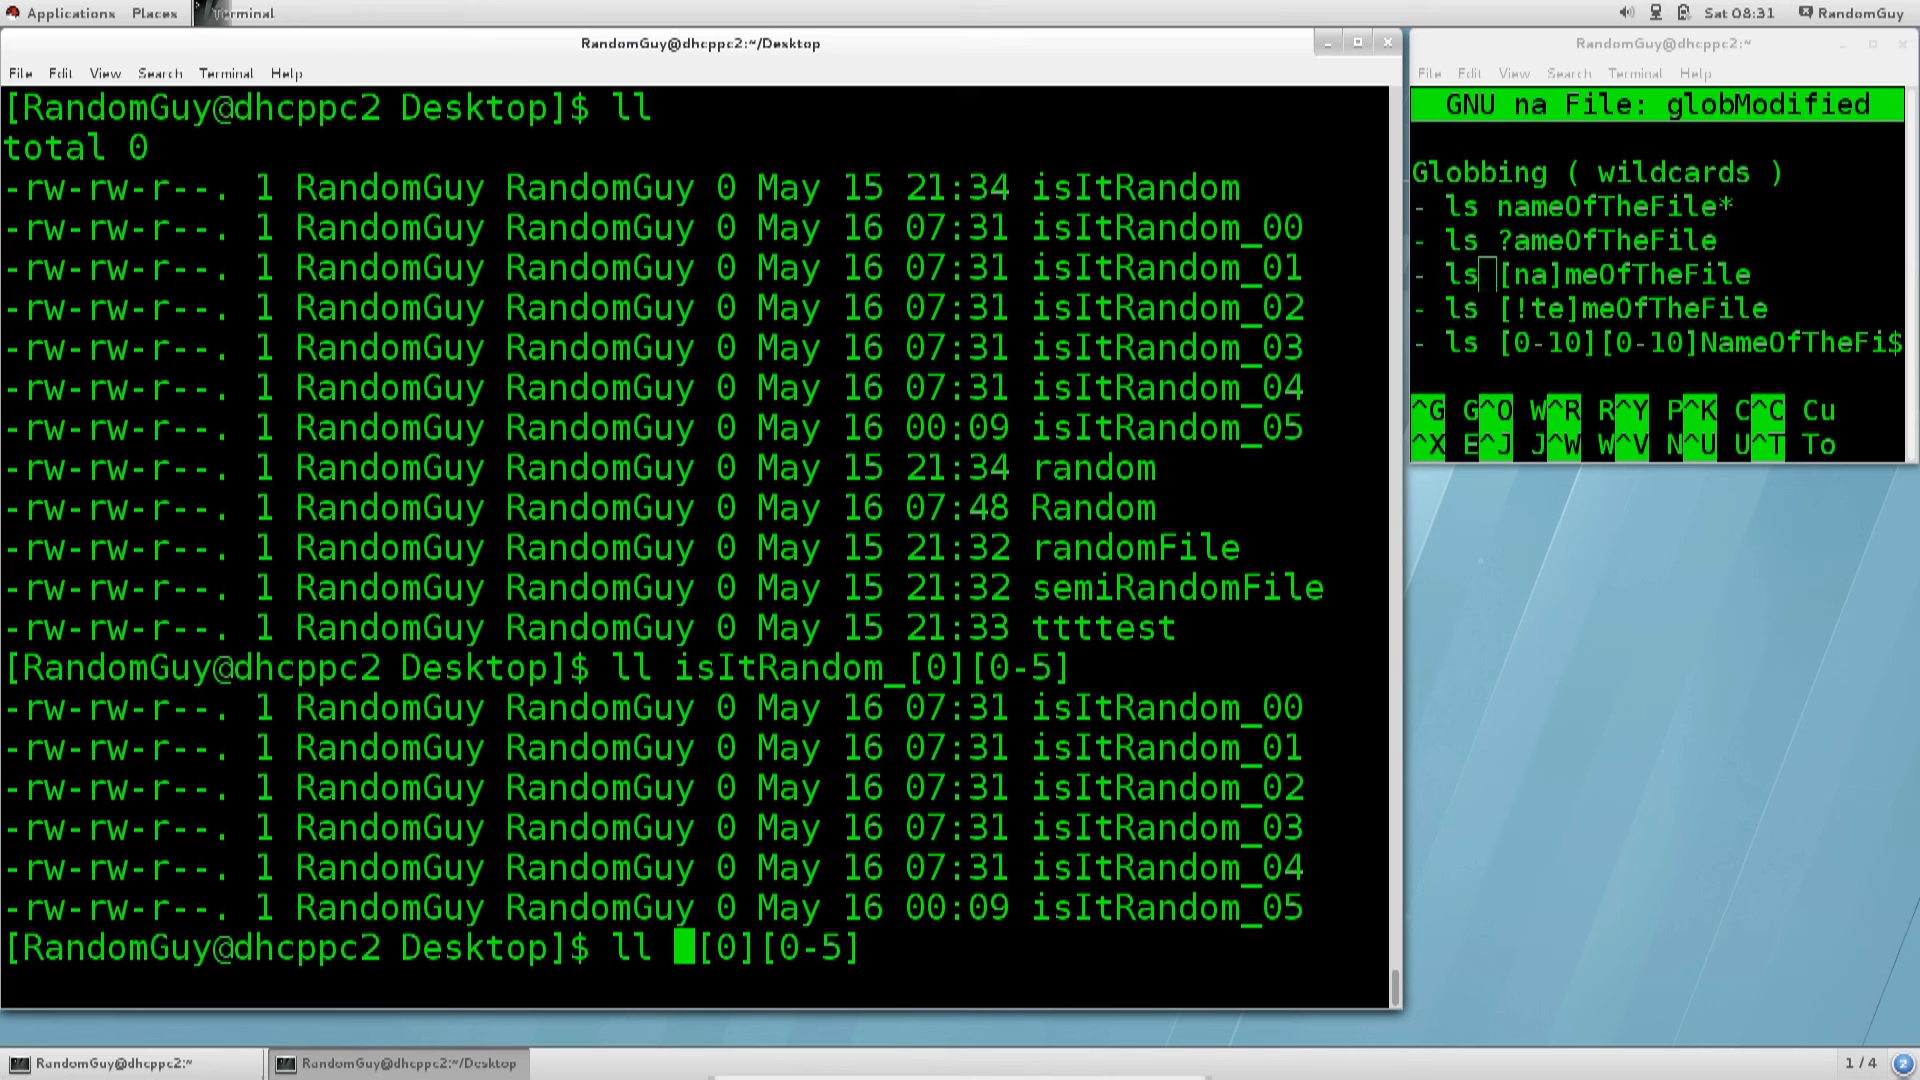 Applications Places Terminal Sat 08:31 RandomGuy
RandomGuy@dhcppc2:~/Desktop
File Edit View Search Terminal Help
[RandomGuy@dhcppc2 Desktop]$ ll
total 0
-rw-rw-r--. 1 RandomGuy RandomGuy 0 May 15 21:34 isItRandom
-rw-rw-r--. 1 RandomGuy RandomGuy 0 May 16 07:31 isItRandom_00
-rw-rw-r--. 1 RandomGuy RandomGuy 0 May 16 07:31 isItRandom_01
-rw-rw-r--. 1 RandomGuy RandomGuy 0 May 16 07:31 isItRandom_02
-rw-rw-r--. 1 RandomGuy RandomGuy 0 May 16 07:31 isItRandom_03
-rw-rw-r--. 1 RandomGuy RandomGuy 0 May 16 07:31 isItRandom_04
-rw-rw-r--. 1 RandomGuy RandomGuy 0 May 16 00:09 isItRandom_05
-rw-rw-r--. 1 RandomGuy RandomGuy 0 May 15 21:34 random
-rw-rw-r--. 1 RandomGuy RandomGuy 0 May 16 07:48 Random
-rw-rw-r--. 1 RandomGuy RandomGuy 0 May 15 21:32 randomFile
-rw-rw-r--. 1 RandomGuy RandomGuy 0 May 15 21:32 semiRandomFile
-rw-rw-r--. 1 RandomGuy RandomGuy 0 May 15 21:33 ttttest
[RandomGuy@dhcppc2 Desktop]$ ll isItRandom_[0][0-5]
-rw-rw-r--. 1 RandomGuy RandomGuy 0 May 16 07:31 isItRandom_00
-rw-rw-r--. 1 RandomGuy RandomGuy 0 May 16 07:31 isItRandom_01
-rw-rw-r--. 1 RandomGuy RandomGuy 0 May 16 07:31 isItRandom_02
-rw-rw-r--. 1 RandomGuy RandomGuy 0 May 16 07:31 isItRandom_03
-rw-rw-r--. 1 RandomGuy RandomGuy 0 May 16 07:31 isItRandom_04
-rw-rw-r--. 1 RandomGuy RandomGuy 0 May 16 00:09 isItRandom_05
[RandomGuy@dhcppc2 Desktop]$ ll [0][0-5]
RandomGuy@dhcppc2:~
File Edit View Search Terminal Help
GNU na File: globModified
Globbing ( wildcards )
- ls nameOfTheFile*
- ls ?ameOfTheFile
- ls [na]meOfTheFile
- ls [!te]meOfTheFile
- ls [0-10][0-10]NameOfTheFi$
^G G^O W^R R^Y P^K C^C Cu
^X E^J J^W W^V N^U U^T To
RandomGuy@dhcppc2:~ RandomGuy@dhcppc2:~/Desktop 1 / 4 2